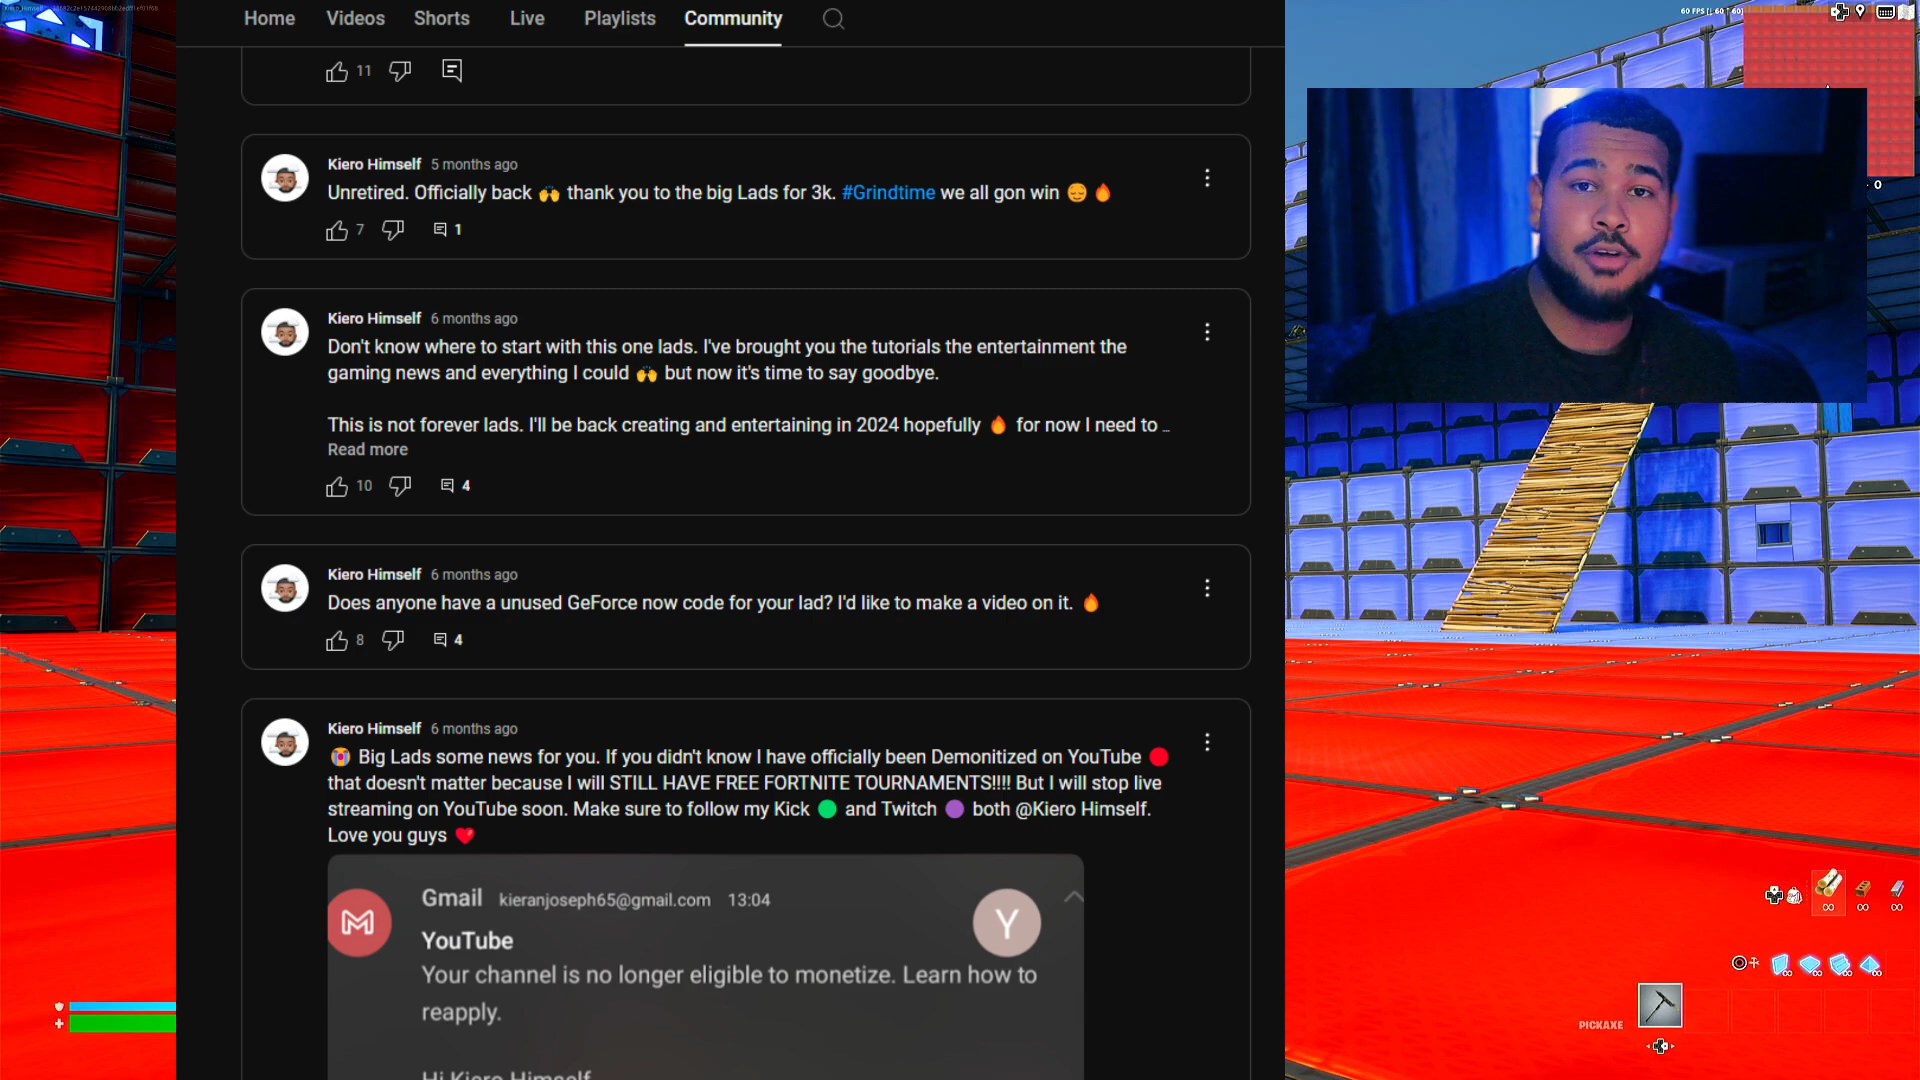 Home Videos Shorts Live Playlists Community
11
Kiero Himself 5 months ago
Unretired. Officially back 🙌 thank you to the big Lads for 3k. #Grindtime we all gon win 😌 🔥
7 1
Kiero Himself 6 months ago
Don't know where to start with this one lads. I've brought you the tutorials the entertainment the
gaming news and everything I could 🙌 but now it's time to say goodbye.
This is not forever lads. I'll be back creating and entertaining in 2024 hopefully 🔥 for now I need to ...
Read more
10 4
Kiero Himself 6 months ago
Does anyone have a unused GeForce now code for your lad? I'd like to make a video on it. 🔥
8 4
Kiero Himself 6 months ago
😭 Big Lads some news for you. If you didn't know I have officially been Demonitized on YouTube 🔴
that doesn't matter because I will STILL HAVE FREE FORTNITE TOURNAMENTS!!!! But I will stop live
streaming on YouTube soon. Make sure to follow my Kick 🟢 and Twitch 🟣 both @Kiero Himself.
Love you guys ❤️
Gmail kieranjoseph65@gmail.com 13:04
Y
YouTube
Your channel is no longer eligible to monetize. Learn how to
reapply.
Hi Kiero Himself
60 FPS [↓ 60 ↑ 60]
0
∞ ∞ ∞
∞ ∞ ∞ ∞
PICKAXE